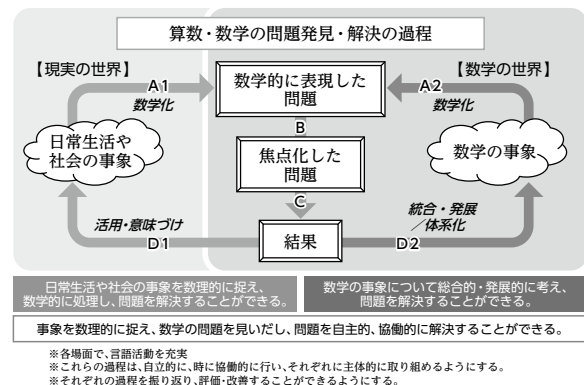 算数・数学の問題発見・解決の過程
【現実の世界】
【数学の世界】
A1
数学化
数学的に表現した
問題
A2
数学化
日常生活や
社会の事象
B
焦点化した
問題
数学の事象
C
活用・意味づけ
D1
結果
統合・発展
／体系化
D2
日常生活や社会の事象を数理的に捉え、
数学的に処理し、問題を解決することができる。
数学の事象について総合的・発展的に考え、
問題を解決することができる。
事象を数理的に捉え、数学の問題を見いだし、問題を自主的、協働的に解決することができる。
※各場面で、言語活動を充実
※これらの過程は、自立的に、時に協働的に行い、それぞれに主体的に取り組めるようにする。
※それぞれの過程を振り返り、評価・改善することができるようにする。